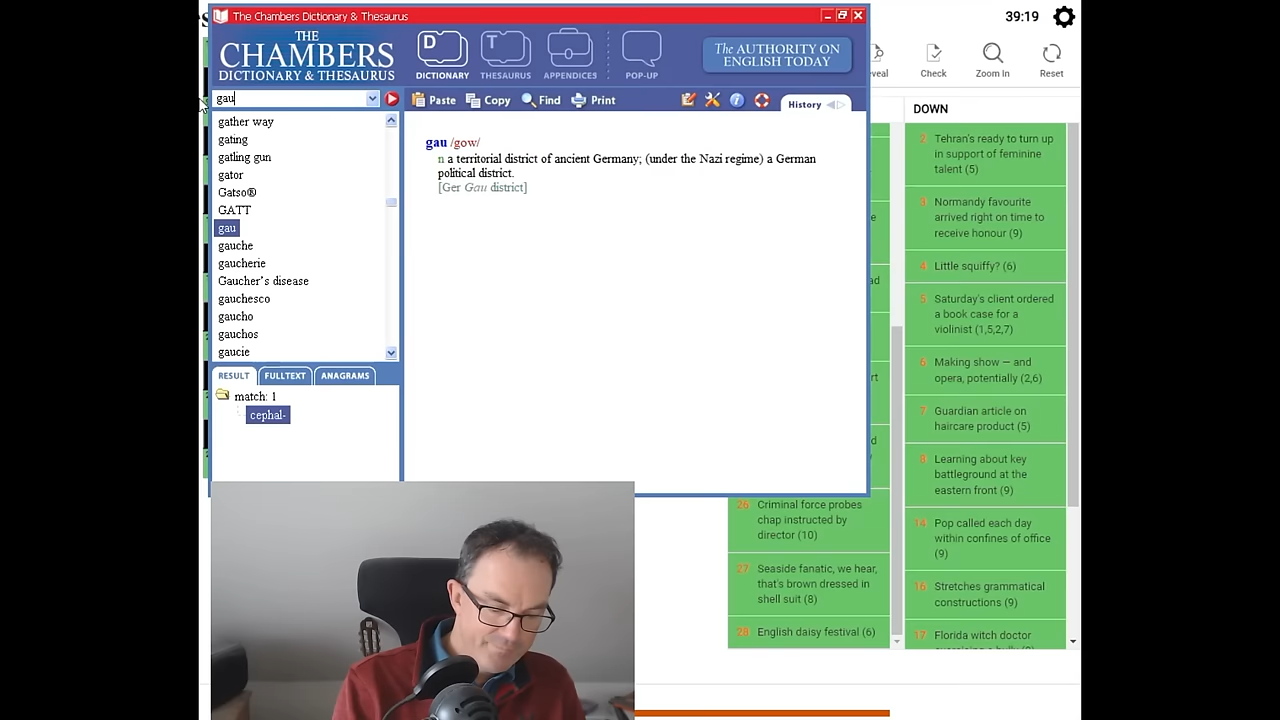 The Chambers Dictionary & Thesaurus
THE
CHAMBERS
DICTIONARY & THESAURUS
DICTIONARY
THESAURUS
APPENDICES
POP-UP
The AUTHORITY ON
ENGLISH TODAY
39:19
Check
Zoom In
Reset
gau
Paste
Copy
Find
Print
History
gather way
gating
gatling gun
gator
Gatso®
GATT
gau
gauche
gaucherie
Gaucher's disease
gauchesco
gaucho
gauchos
gaucie
gau /gow/
n a territorial district of ancient Germany; (under the Nazi regime) a German
political district.
[Ger Gau district]
RESULT
FULLTEXT
ANAGRAMS
match: 1
cephal-
26 Criminal force probes
chap instructed by
director (10)
27 Seaside fanatic, we hear,
that's brown dressed in
shell suit (8)
28 English daisy festival (6)
DOWN
2 Tehran's ready to turn up
in support of feminine
talent (5)
3 Normandy favourite
arrived right on time to
receive honour (9)
4 Little squiffy? (6)
5 Saturday's client ordered
a book case for a
violinist (1,5,2,7)
6 Making show — and
opera, potentially (2,6)
7 Guardian article on
haircare product (5)
8 Learning about key
battleground at the
eastern front (9)
14 Pop called each day
within confines of office
(9)
16 Stretches grammatical
constructions (9)
17 Florida witch doctor